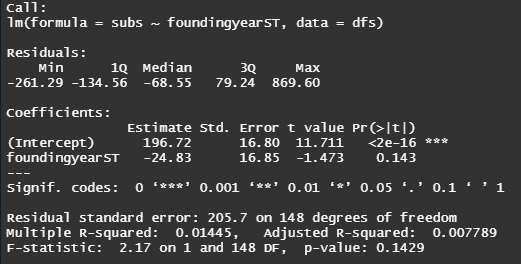 Call:
lm(formula = subs ~ foundingyearST, data = dfs)
Residuals:
Min 1Q Median 3Q Max
-261.29 -134.56 -68.55 79.24 869.60
Coefficients:
Estimate Std. Error t value Pr(>|t|)
(Intercept) 196.72 16.80 11.711 <2e-16 ***
foundingyearST -24.83 16.85 -1.473 0.143
---
Signif. codes: 0 ‘***’ 0.001 ‘**’ 0.01 ‘*’ 0.05 ‘.’ 0.1 ‘ ’ 1
Residual standard error: 205.7 on 148 degrees of freedom
Multiple R-squared: 0.01445, Adjusted R-squared: 0.007789
F-statistic: 2.17 on 1 and 148 DF, p-value: 0.1429